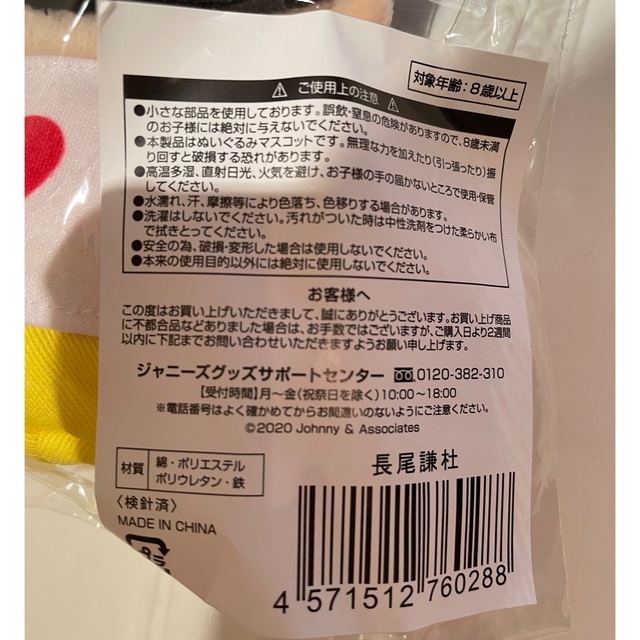 対象年齢:8歳以上
ご使用上の注意
●小さな部品を使用しております。誤飲・窒息の危険がありますので、8歳未満
のお子様には絶対に与えないでください。
●本製品はぬいぐるみマスコットです。無理な力を加えたり(引っ張ったり)振
り回すと破損する恐れがあります。
●高温多湿、直射日光、火気を避け、お子様の手の届かないところで使用・保管
してください。
●水濡れ、汗、摩擦等により色落ち、色移りする場合があります。
●洗濯はしないでください。汚れがついた時は中性洗剤をつけた柔らかい布
で拭きとってください。
●安全の為、破損・変形した場合は使用しないでください。
●本来の使用目的以外には絶対に使用しないでください。
お客様へ
この度はお買い上げいただきまして、誠にありがとうございます。お買い上げ商品
に不都合品などありました場合は、お手数ではございますが、ご購入日より2週間
以内に下記までお問い合わせいただきますようお願い申し上げます。
ジャニーズグッズサポートセンター 0120-382-310
【受付時間】月〜金(祝祭日を除く)10:00〜18:00
※電話番号はよく確かめてからお間違いのないようにご注意ください。
©2020 Johnny & Associates
材質 綿・ポリエステル
ポリウレタン・鉄
〈検針済〉
MADE IN CHINA
長尾謙杜
4 571512 760288